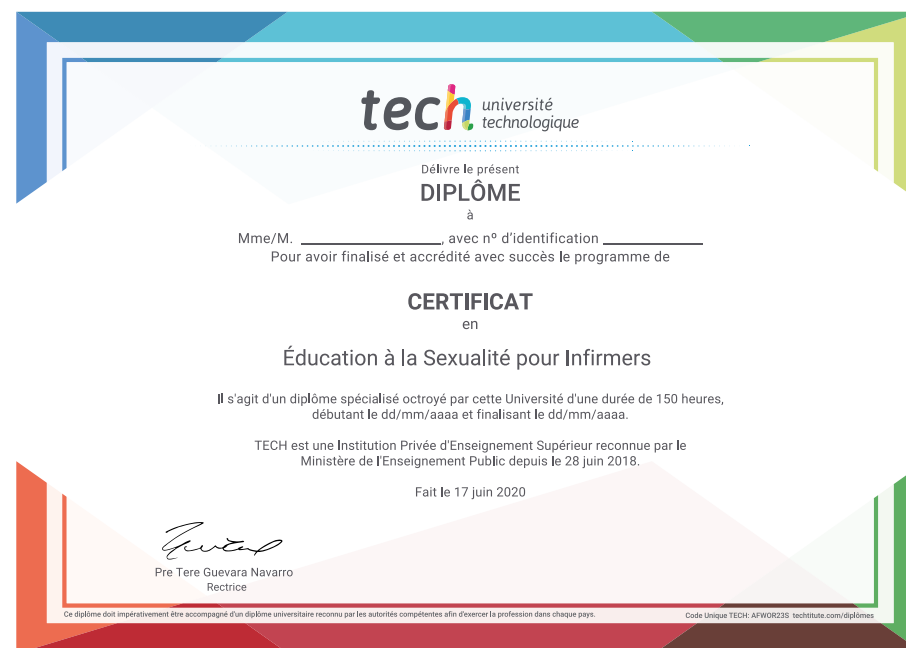 tech université
technologique
Délivre le présent
DIPLÔME
à
Mme/M. ____________________, avec nº d'identification ______________
Pour avoir finalisé et accrédité avec succès le programme de
CERTIFICAT
en
Éducation à la Sexualité pour Infirmers
Il s'agit d'un diplôme spécialisé octroyé par cette Université d'une durée de 150 heures,
débutant le dd/mm/aaaa et finalisant le dd/mm/aaaa.
TECH est une Institution Privée d'Enseignement Supérieur reconnue par le
Ministère de l'Enseignement Public depuis le 28 juin 2018.
Fait le 17 juin 2020
Pre Tere Guevara Navarro
Rectrice
Ce diplôme doit impérativement être accompagné d'un diplôme universitaire reconnu par les autorités compétentes afin d'exercer la profession dans chaque pays.
Code Unique TECH: AFWOR23S techtitute.com/diplômes